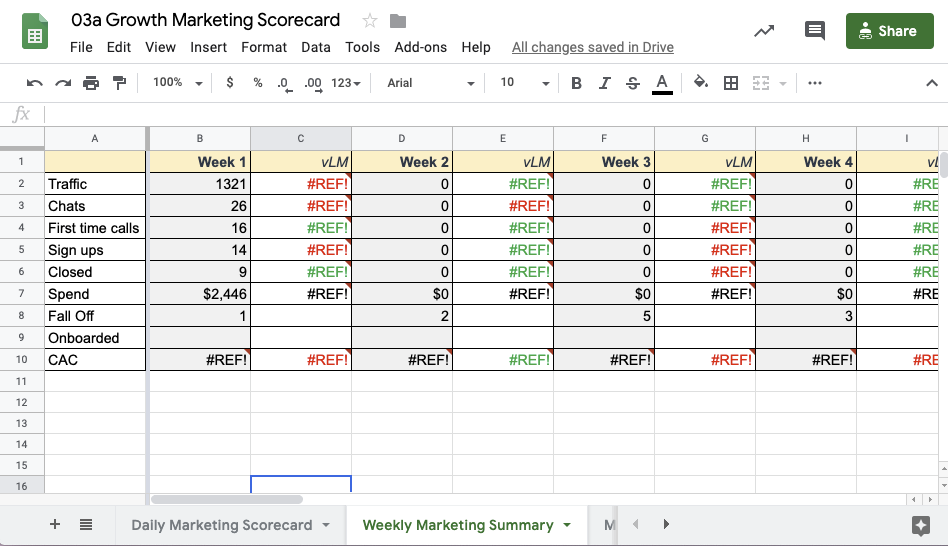 03a Growth Marketing Scorecard
File Edit View Insert Format Data Tools Add-ons Help All changes saved in Drive
Share
100% $ % .0 .00 123 Arial 10 B I S A ...
fx
A B C D E F G H I
1 Week 1 vLM Week 2 vLM Week 3 vLM Week 4
2 Traffic 1321 #REF! 0 #REF! 0 #REF! 0 #RE
3 Chats 26 #REF! 0 #REF! 0 #REF! 0 #RE
4 First time calls 16 #REF! 0 #REF! 0 #REF! 0 #RE
5 Sign ups 14 #REF! 0 #REF! 0 #REF! 0 #RE
6 Closed 9 #REF! 0 #REF! 0 #REF! 0 #RE
7 Spend $2,446 #REF! $0 #REF! $0 #REF! $0 #RE
8 Fall Off 1 2 5 3
9 Onboarded
10 CAC #REF! #REF! #REF! #REF! #REF! #REF! #REF! #RE
11
12
13
14
15
16
+ Daily Marketing Scorecard Weekly Marketing Summary M